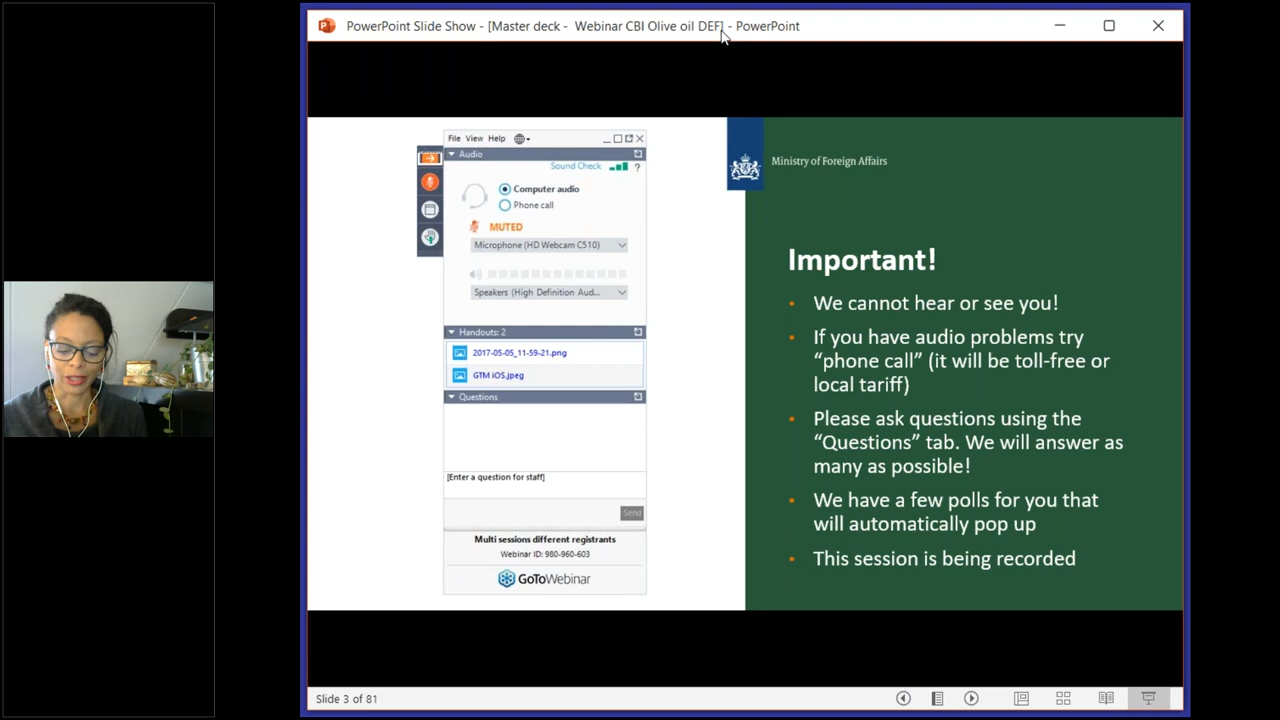 PowerPoint Slide Show - [Master deck -  Webinar CBI Olive oil DEF] - PowerPoint
File View Help
Audio
Sound Check ?
Computer audio
Phone call
MUTED
Microphone (HD Webcam C510)
Speakers (High Definition Aud...
Handouts: 2
2017-05-05_11-59-21.png
GTM iOS.jpeg
Questions
[Enter a question for staff]
Send
Multi sessions different registrants
Webinar ID: 980-960-603
GoToWebinar
Ministry of Foreign Affairs
Important!
• We cannot hear or see you!
• If you have audio problems try
“phone call” (it will be toll-free or
local tariff)
• Please ask questions using the
“Questions” tab. We will answer as
many as possible!
• We have a few polls for you that
will automatically pop up
• This session is being recorded
Slide 3 of 81